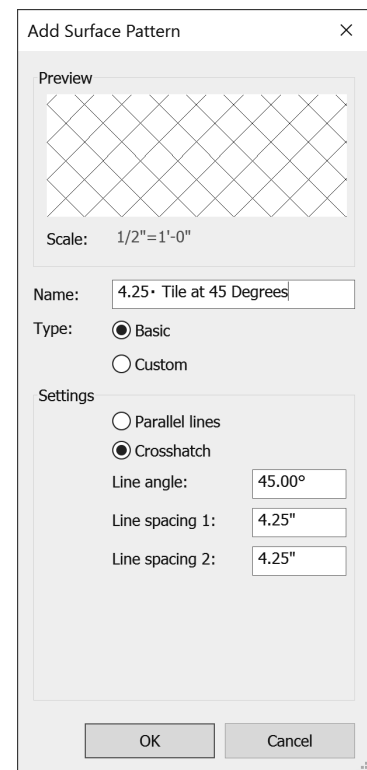 Add Surface Pattern
Preview
Scale: 1/2"=1'-0"
Name: 4.25· Tile at 45 Degrees
Type: Basic
Custom
Settings
Parallel lines
Crosshatch
Line angle: 45.00°
Line spacing 1: 4.25"
Line spacing 2: 4.25"
OK Cancel